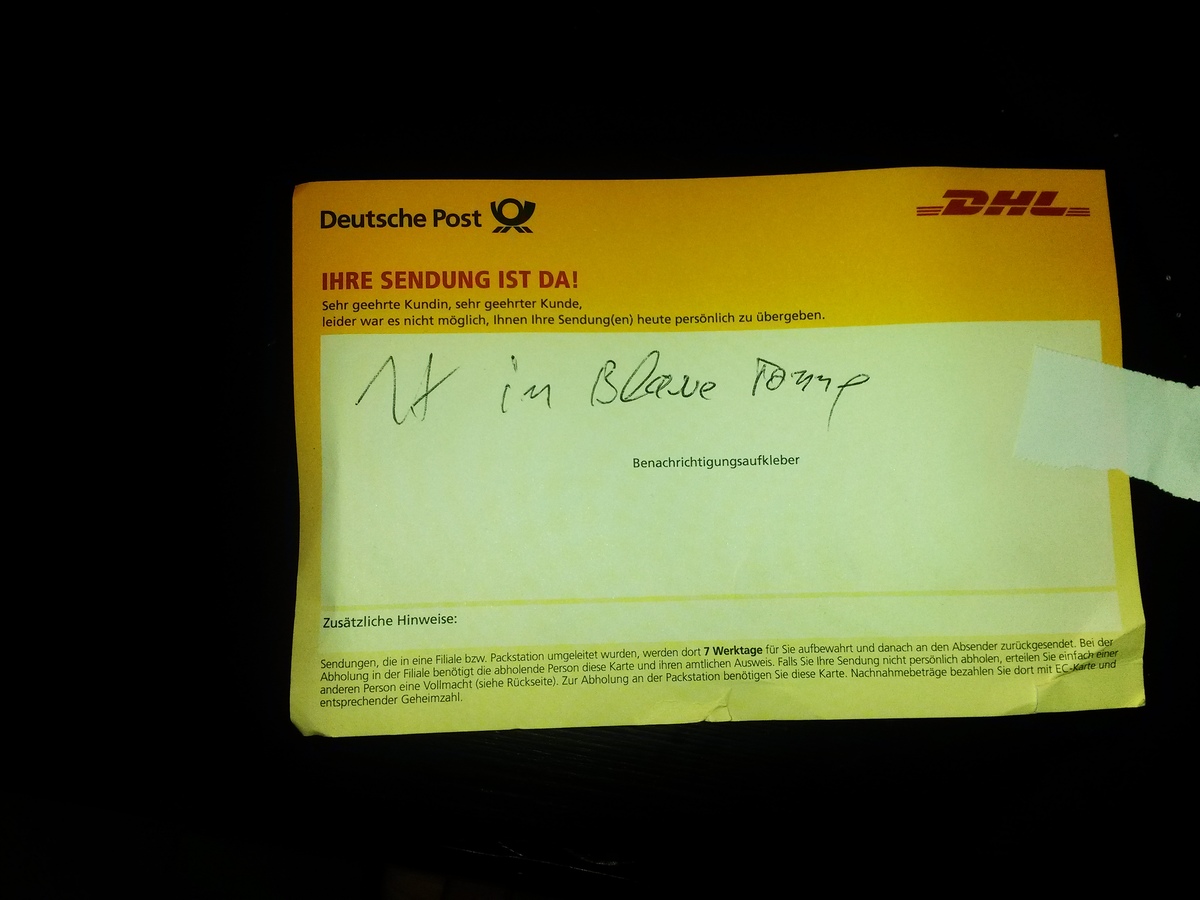 Deutsche Post
DHL
IHRE SENDUNG IST DA!
Sehr geehrte Kundin, sehr geehrter Kunde,
leider war es nicht möglich, Ihnen Ihre Sendung(en) heute persönlich zu übergeben.
1x in Blaue Tonne
Benachrichtigungsaufkleber
Zusätzliche Hinweise:
Sendungen, die in eine Filiale bzw. Packstation umgeleitet wurden, werden dort 7 Werktage für Sie aufbewahrt und danach an den Absender zurückgesendet. Bei der
Abholung in der Filiale benötigt die abholende Person diese Karte und ihren amtlichen Ausweis. Falls Sie Ihre Sendung nicht persönlich abholen, erteilen Sie einfach einer
anderen Person eine Vollmacht (siehe Rückseite). Zur Abholung an der Packstation benötigen Sie diese Karte. Nachnahmebeträge bezahlen Sie dort mit EC-Karte und
entsprechender Geheimzahl.